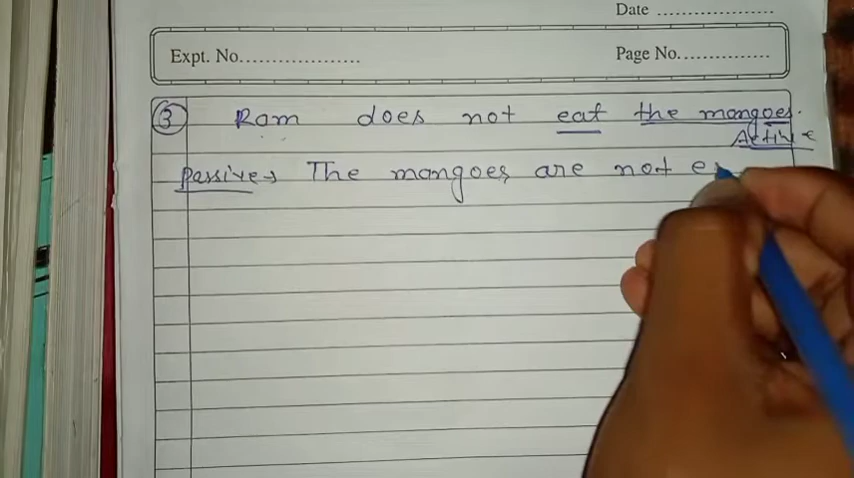 Date ....................
Expt. No.....................
Page No................
3 Ram does not eat the mangoes.
Active
Passive→ The mangoes are not